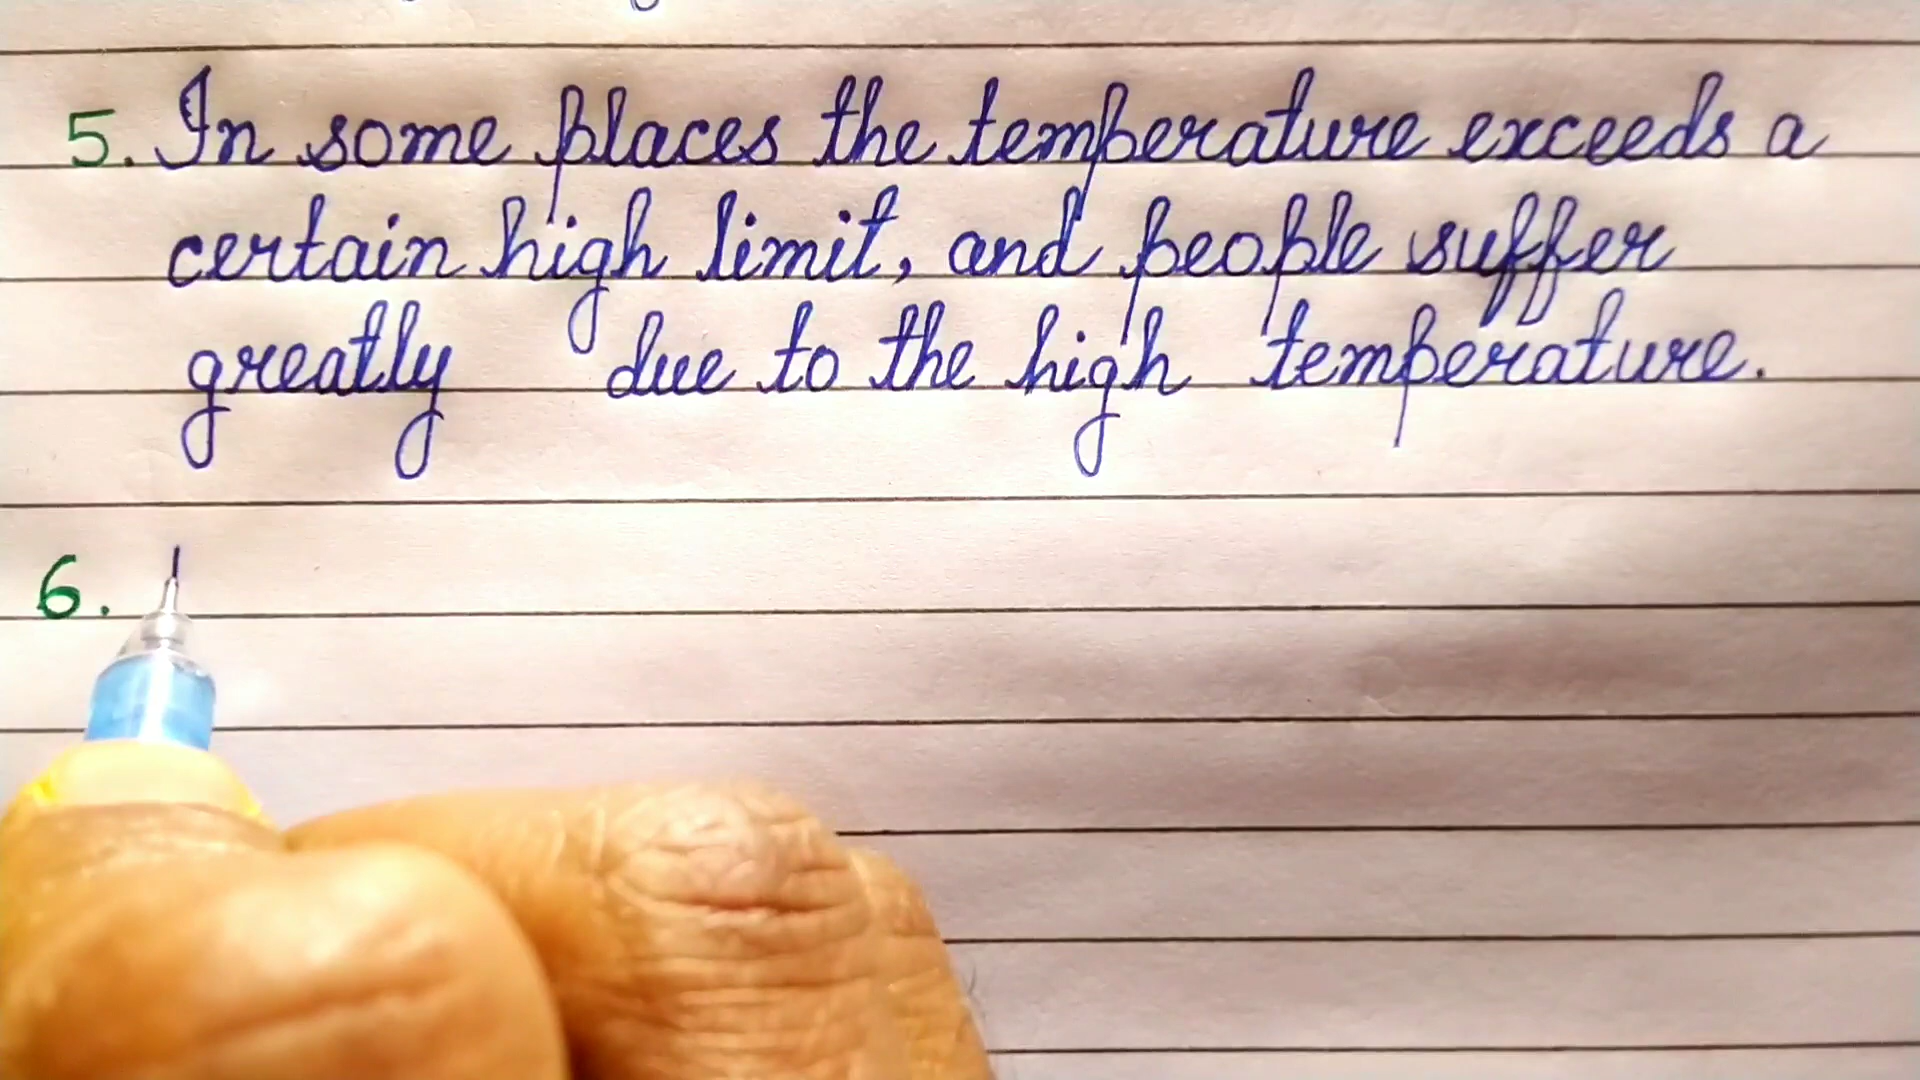 5. In some places the temperature exceeds a
certain high limit, and people suffer
greatly due to the high temperature.
6.